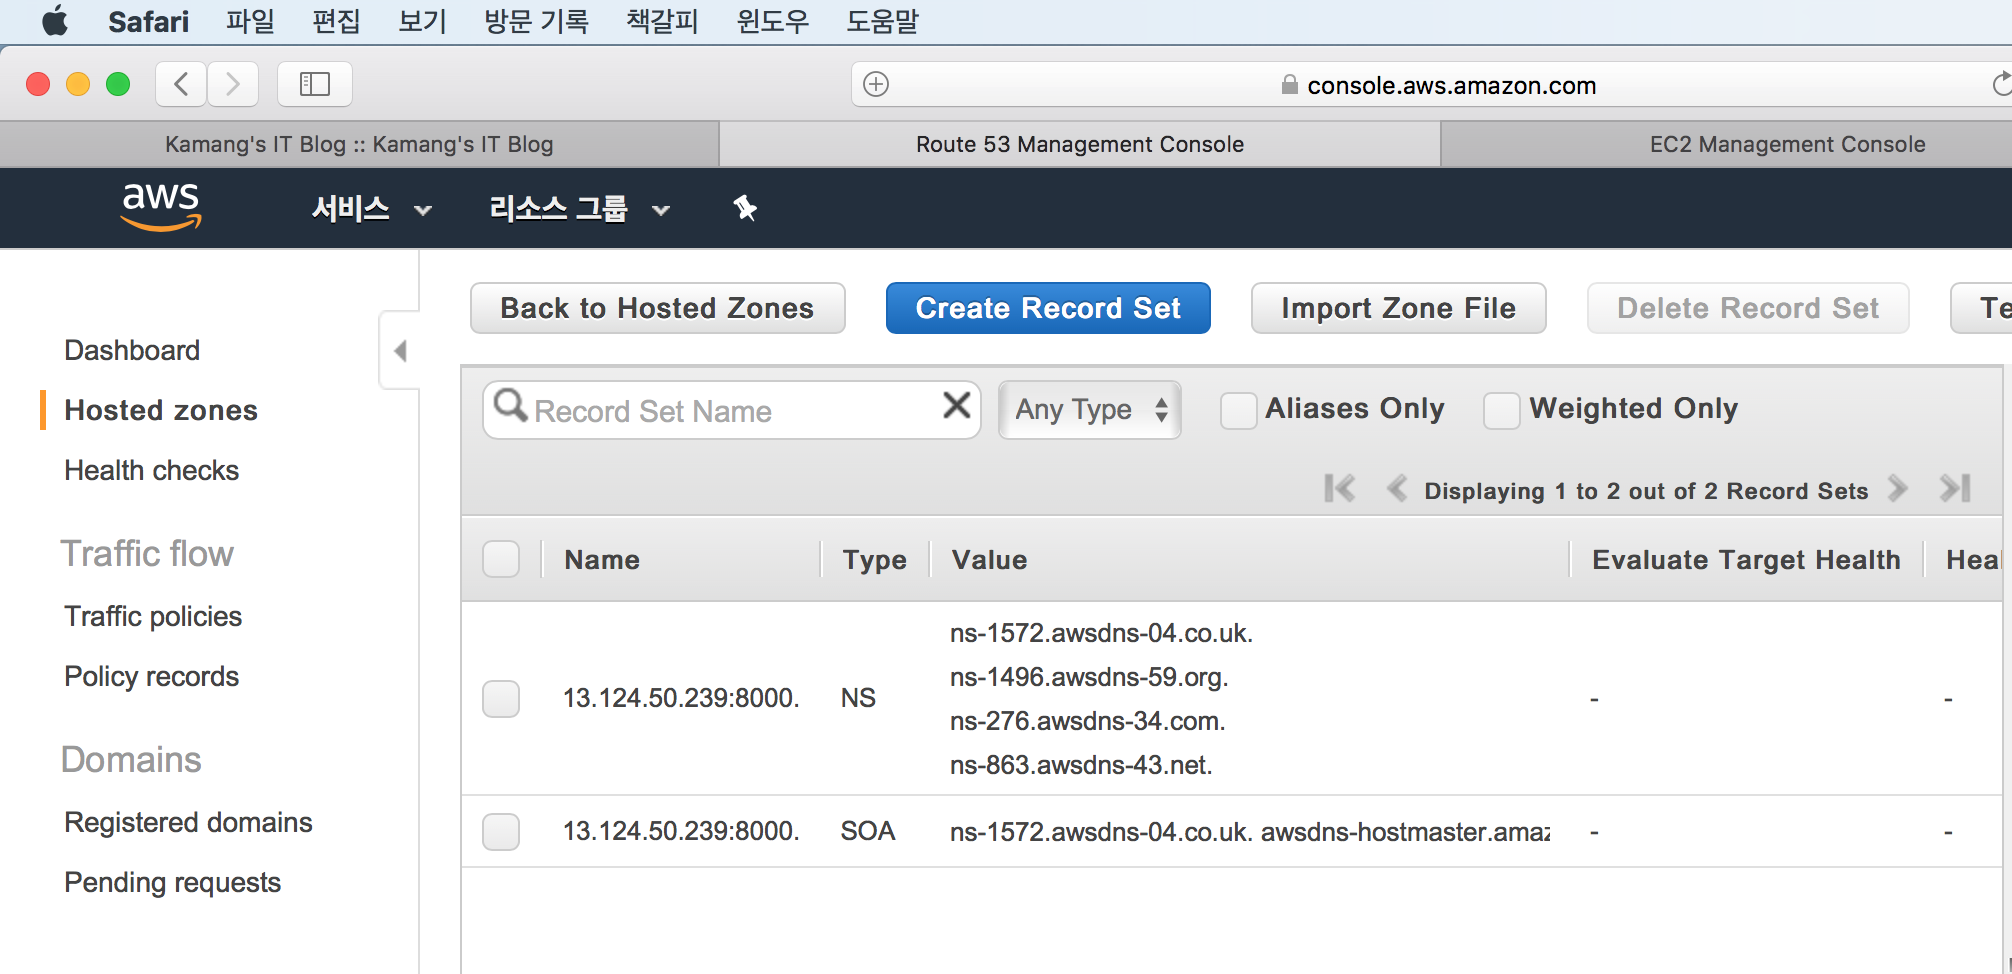 Safari 파일 편집 보기 방문 기록 책갈피 윈도우 도움말
console.aws.amazon.com
Kamang's IT Blog :: Kamang's IT Blog Route 53 Management Console EC2 Management Console
aws 서비스 리소스 그룹
Back to Hosted Zones Create Record Set Import Zone File Delete Record Set Te
Dashboard
Hosted zones
Health checks
Traffic flow
Traffic policies
Policy records
Domains
Registered domains
Pending requests
Record Set Name Any Type Aliases Only Weighted Only
Displaying 1 to 2 out of 2 Record Sets
Name Type Value Evaluate Target Health Heal
13.124.50.239:8000. NS ns-1572.awsdns-04.co.uk. - -
ns-1496.awsdns-59.org.
ns-276.awsdns-34.com.
ns-863.awsdns-43.net.
13.124.50.239:8000. SOA ns-1572.awsdns-04.co.uk. awsdns-hostmaster.amaz - -